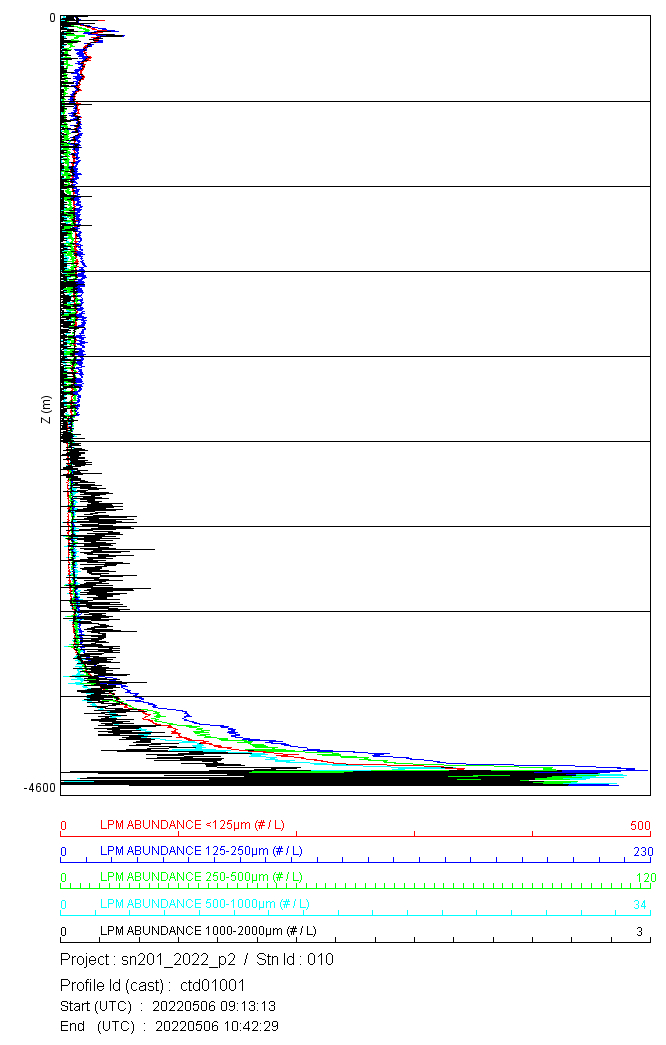 0
Z (m)
-4600
0 LPM ABUNDANCE <125µm (# / L) 500
0 LPM ABUNDANCE 125-250µm (# / L) 230
0 LPM ABUNDANCE 250-500µm (# / L) 120
0 LPM ABUNDANCE 500-1000µm (# / L) 34
0 LPM ABUNDANCE 1000-2000µm (# / L) 3
Project : sn201_2022_p2 / Stn Id : 010
Profile Id (cast) : ctd01001
Start (UTC) : 20220506 09:13:13
End (UTC) : 20220506 10:42:29